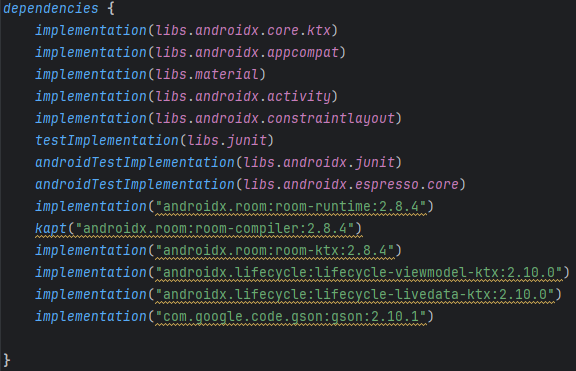 dependencies {
implementation(libs.androidx.core.ktx)
implementation(libs.androidx.appcompat)
implementation(libs.material)
implementation(libs.androidx.activity)
implementation(libs.androidx.constraintlayout)
testImplementation(libs.junit)
androidTestImplementation(libs.androidx.junit)
androidTestImplementation(libs.androidx.espresso.core)
implementation("androidx.room:room-runtime:2.8.4")
kapt("androidx.room:room-compiler:2.8.4")
implementation("androidx.room:room-ktx:2.8.4")
implementation("androidx.lifecycle:lifecycle-viewmodel-ktx:2.10.0")
implementation("androidx.lifecycle:lifecycle-livedata-ktx:2.10.0")
implementation("com.google.code.gson:gson:2.10.1")
}